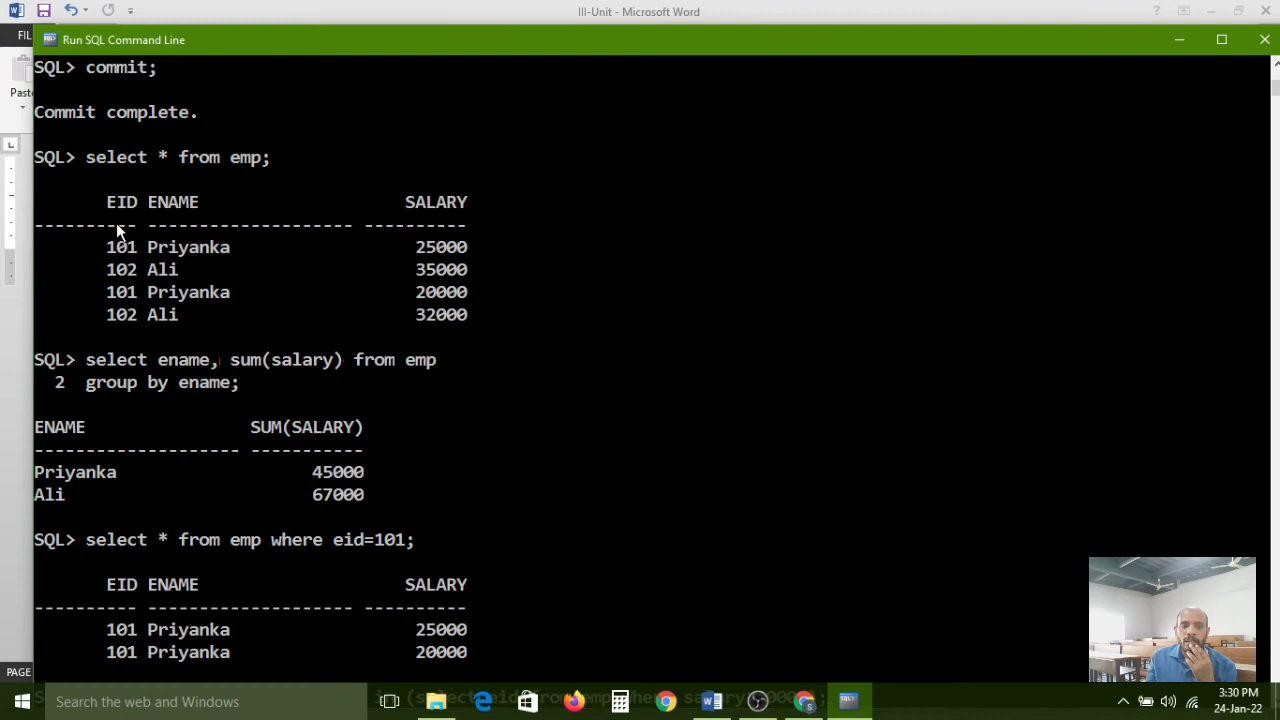 III-Unit - Microsoft Word
FIL
Run SQL Command Line
Past
SQL> commit;
Commit complete.
SQL> select * from emp;
EID ENAME SALARY
---------- -------------------- ----------
101 Priyanka 25000
102 Ali 35000
101 Priyanka 20000
102 Ali 32000
SQL> select ename, sum(salary) from emp
2 group by ename;
ENAME SUM(SALARY)
-------------------- -----------
Priyanka 45000
Ali 67000
SQL> select * from emp where eid=101;
EID ENAME SALARY
---------- -------------------- ----------
101 Priyanka 25000
101 Priyanka 20000
PAGE
Search the web and Windows
3:30 PM
24-Jan-22